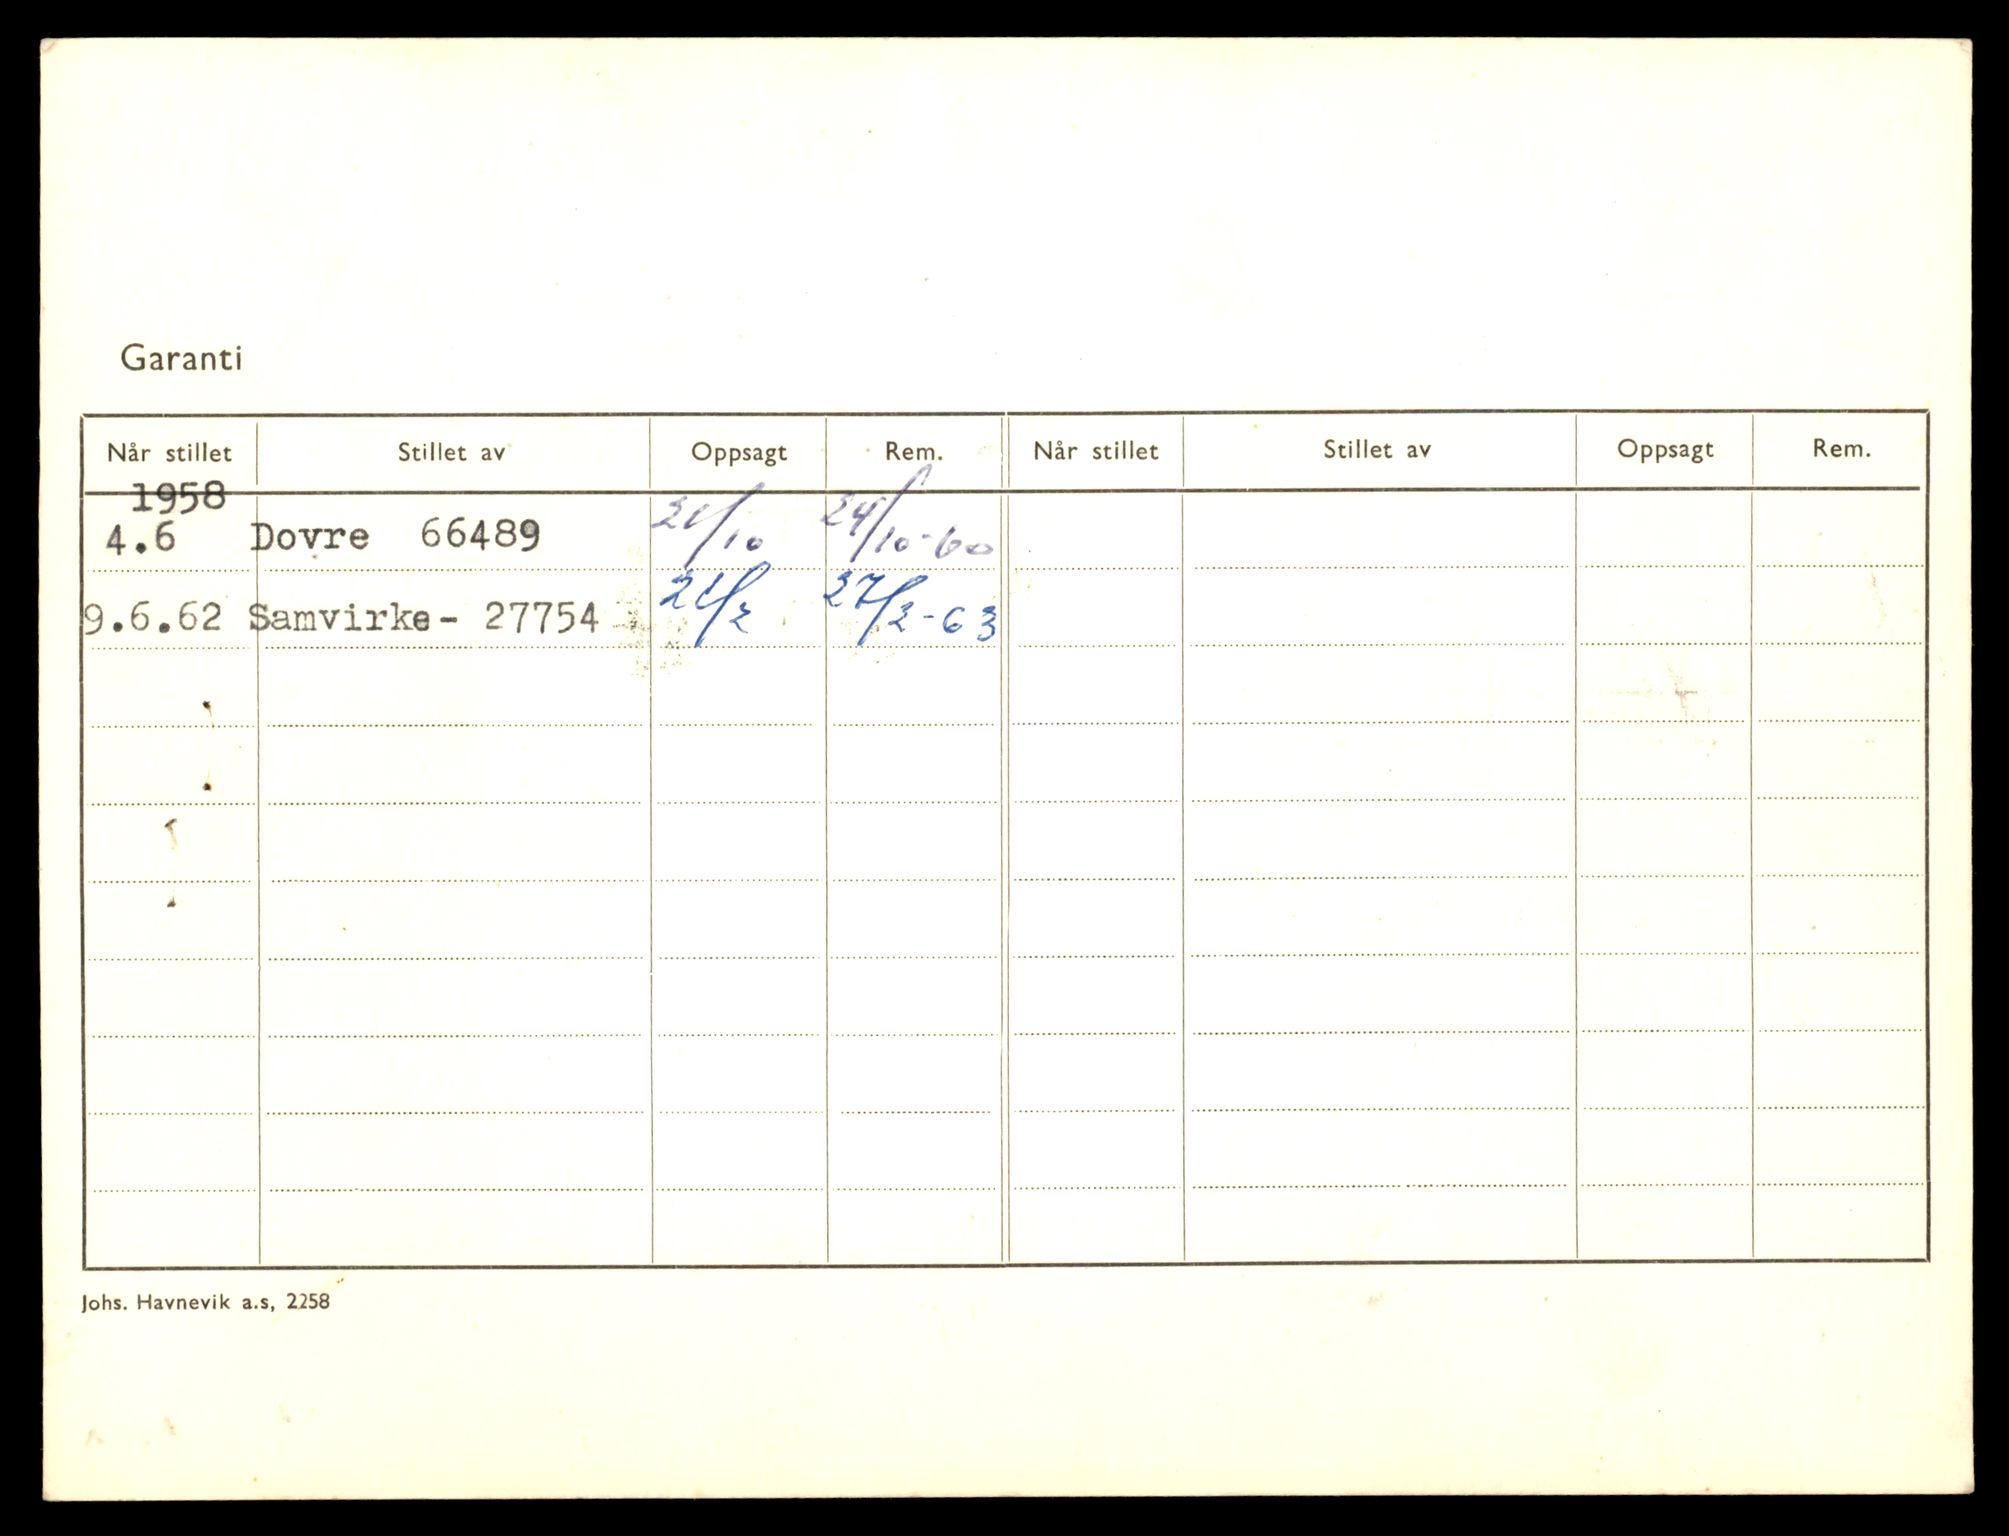 Garanti
Når stillet Stillet av Oppsagt Rem. Når stillet Stillet av Oppsagt Rem.
1958
4.6 Dovre 66489 21/10 24/10-60
9.6.62 Samvirke- 27754 21/2 27/2-63
Johs. Havnevik a.s, 2258